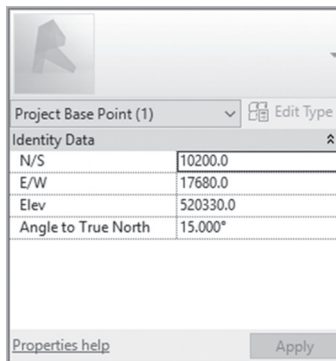 Project Base Point (1) Edit Type
Identity Data
N/S 10200.0
E/W 17680.0
Elev 520330.0
Angle to True North 15.000°
Properties help Apply